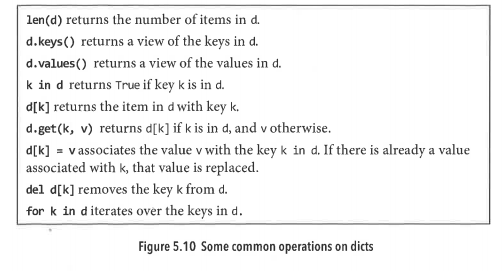 len(d) returns the number of items in d.
d.keys() returns a view of the keys in d.
d.values() returns a view of the values in d.
k in d returns True if key k is in d.
d[k] returns the item in d with key k.
d.get(k, v) returns d[k] if k is in d, and v otherwise.
d[k] = v associates the value v with the key k in d. If there is already a value
associated with k, that value is replaced.
del d[k] removes the key k from d.
for k in d iterates over the keys in d.
Figure 5.10 Some common operations on dicts